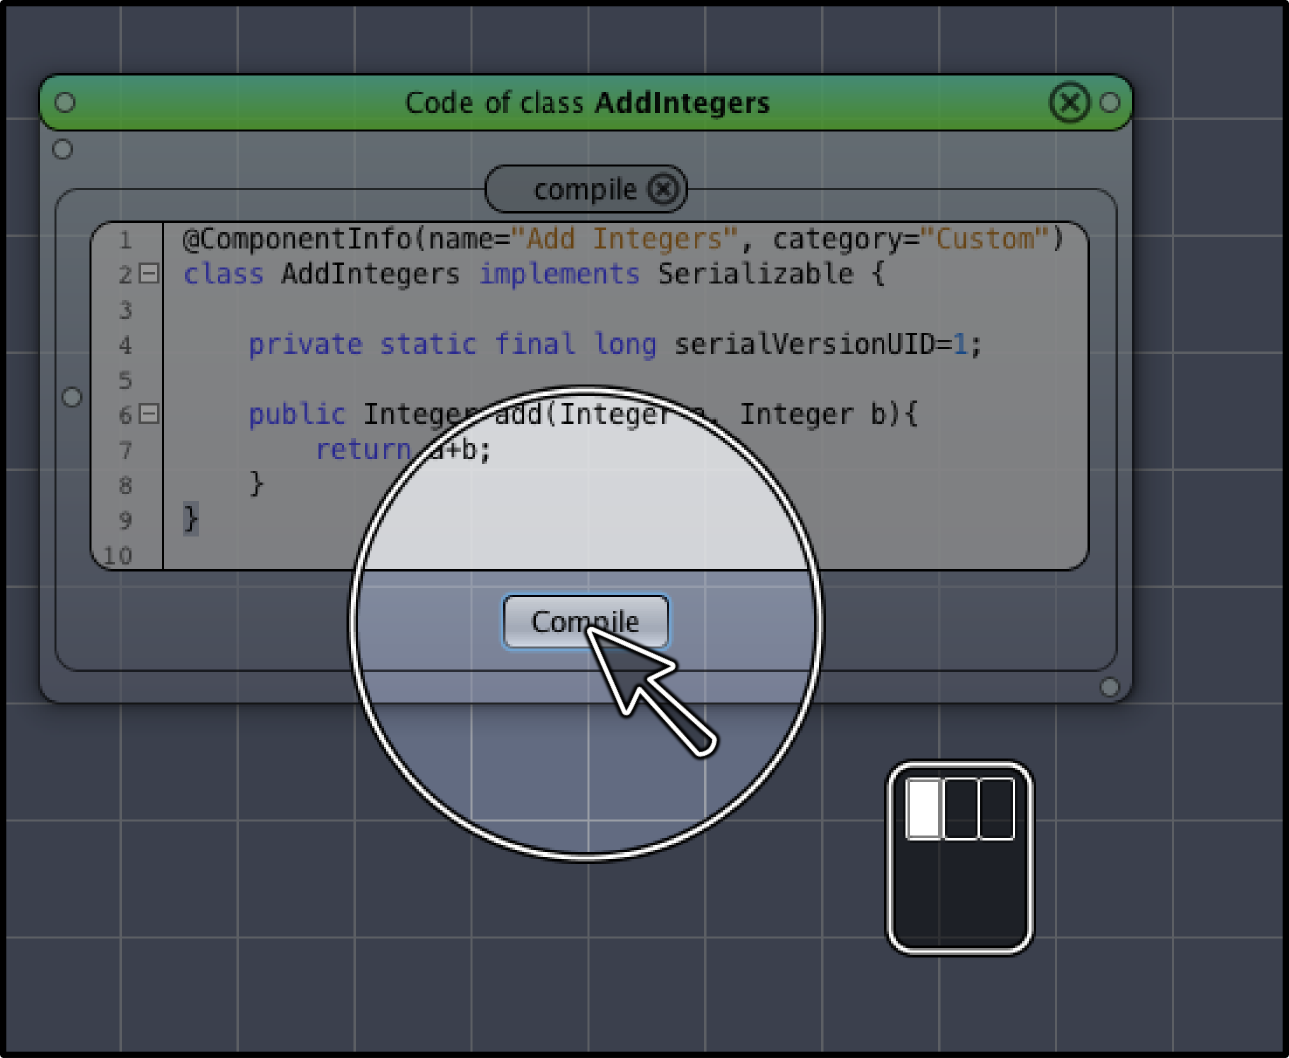 Code of class AddIntegers
compile
1 @ComponentInfo(name="Add Integers", category="Custom")
2 class AddIntegers implements Serializable {
3
4 private static final long serialVersionUID=1;
5
6 public Integer add(Integer a, Integer b){
7 return a+b;
8 }
9 }
10
Compile